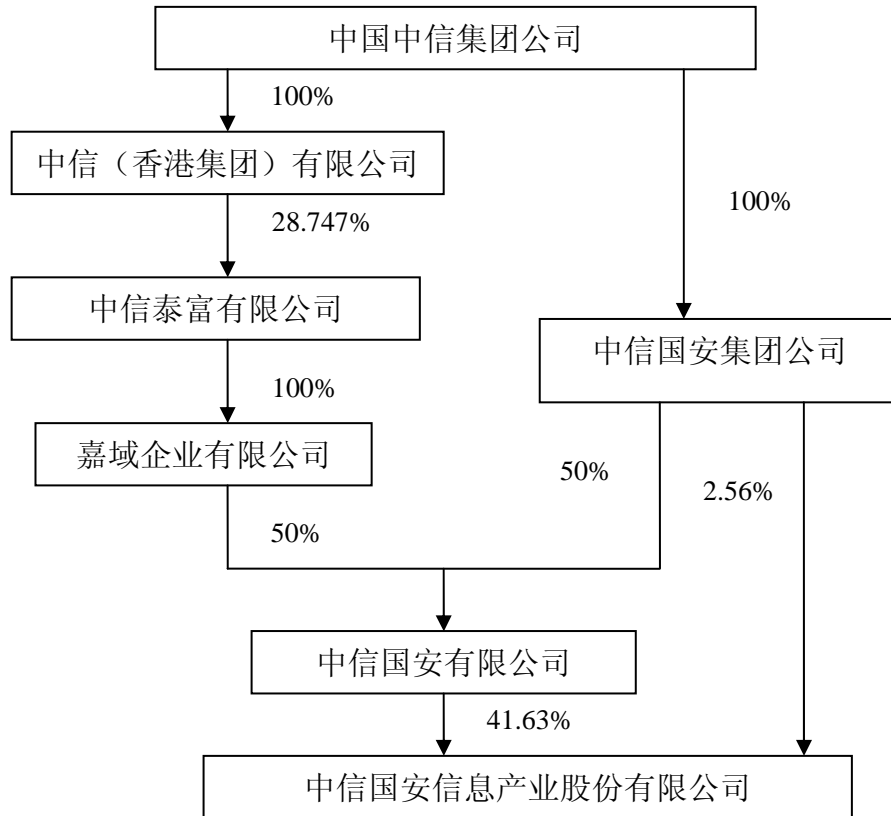 中国中信集团公司
100%
中信（香港集团）有限公司
28.747%
100%
中信泰富有限公司
中信国安集团公司
100%
嘉域企业有限公司
50%
2.56%
50%
中信国安有限公司
41.63%
中信国安信息产业股份有限公司